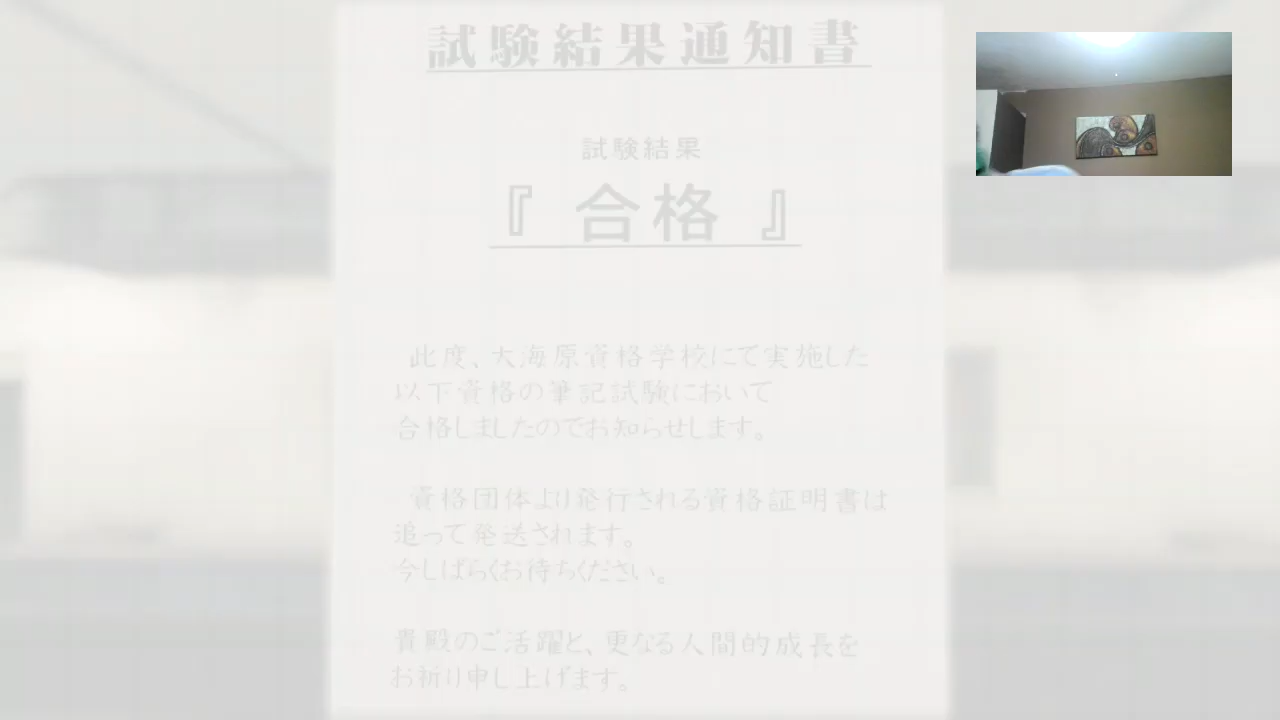 試験結果通知書
試験結果
『 合格 』
此度、大海原資格学校にて実施した
以下資格の筆記試験において
合格しましたのでお知らせします。
資格団体より発行される資格証明書は
追って発送されます。
今しばらくお待ちください。
貴殿のご活躍と、更なる人間的成長を
お祈り申し上げます。